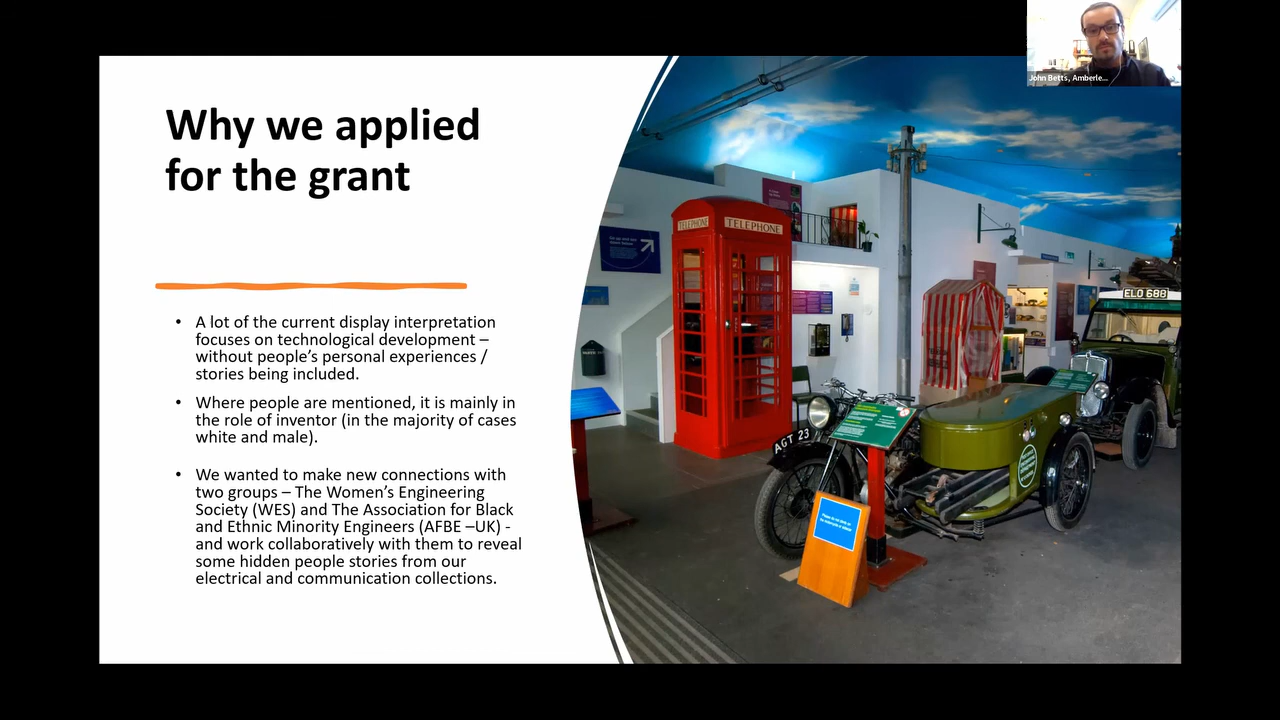 John Betts, Amberle...
Why we applied
for the grant
• A lot of the current display interpretation
focuses on technological development –
without people's personal experiences /
stories being included.
• Where people are mentioned, it is mainly in
the role of inventor (in the majority of cases
white and male).
• We wanted to make new connections with
two groups – The Women's Engineering
Society (WES) and The Association for Black
and Ethnic Minority Engineers (AFBE –UK) -
and work collaboratively with them to reveal
some hidden people stories from our
electrical and communication collections.
TELEPHONE
TELEPHONE
ELO 688
AGT 23